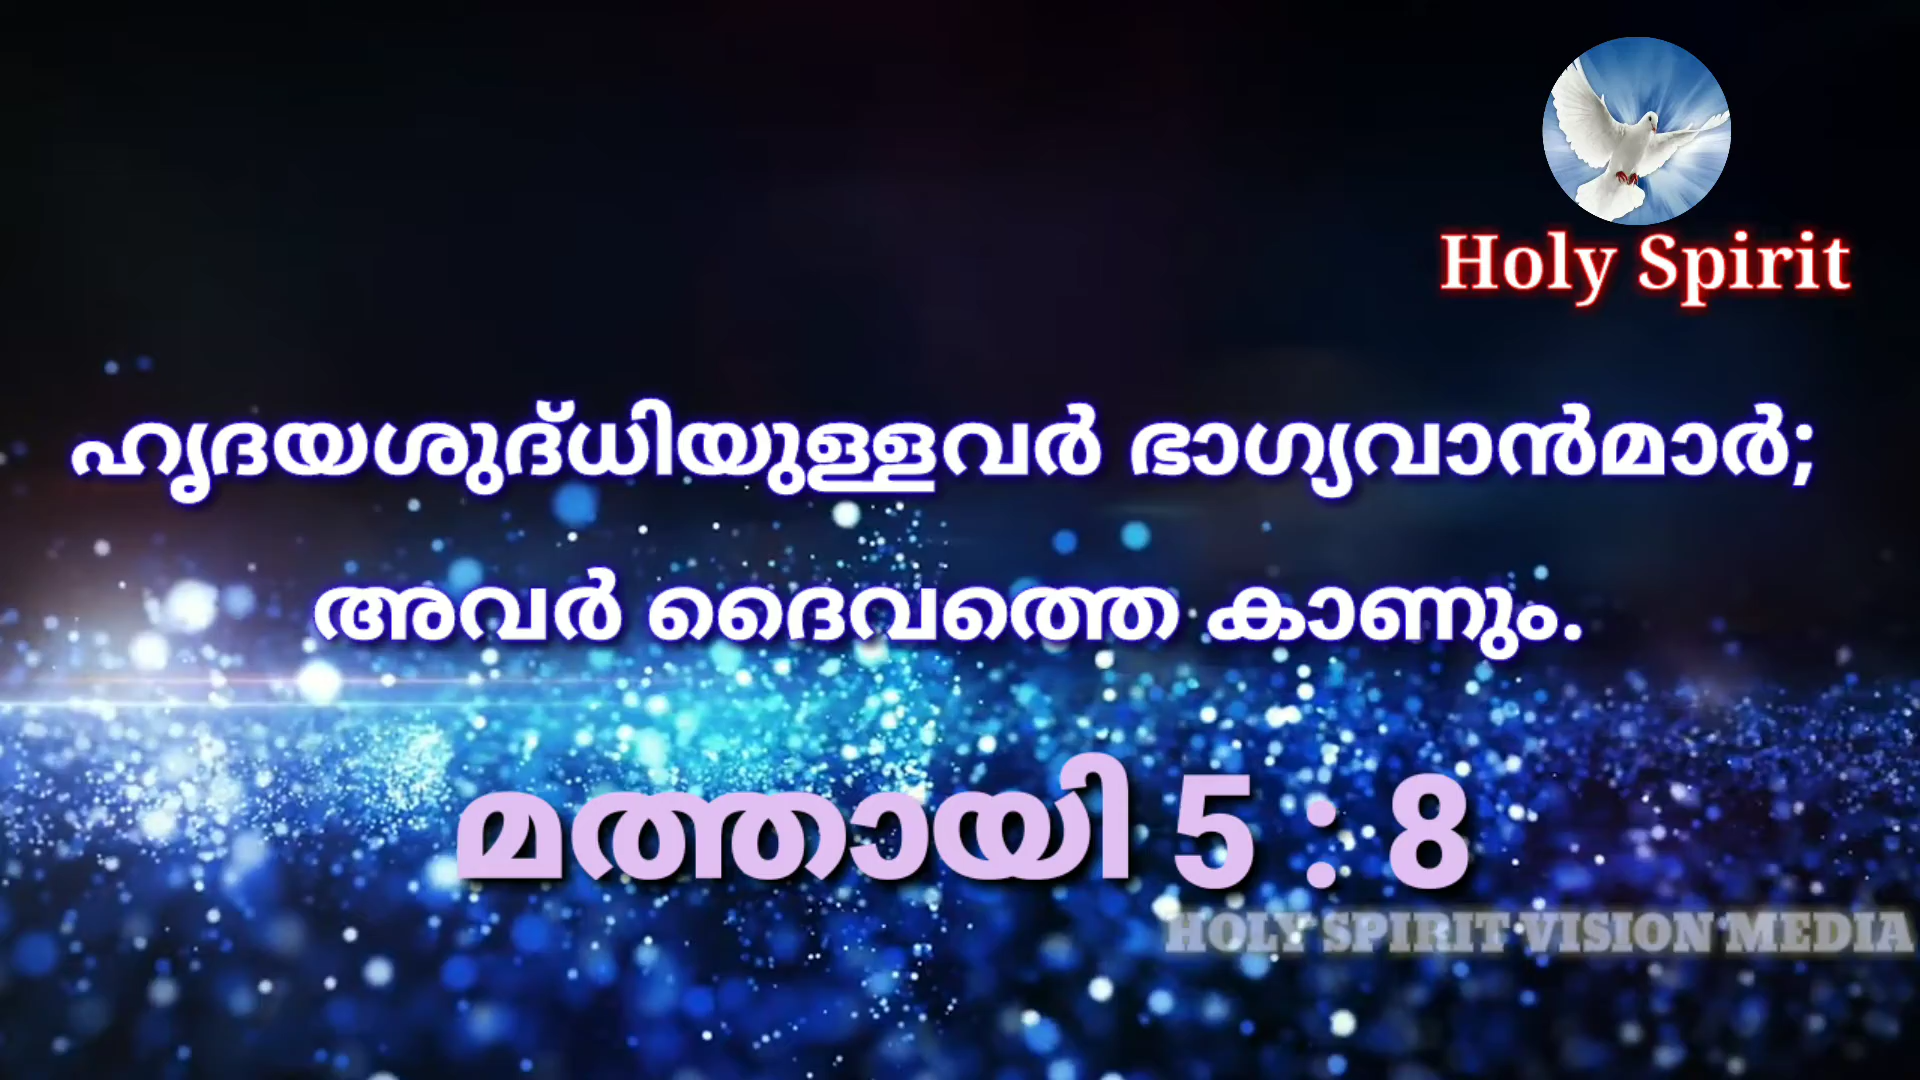 Holy Spirit
ഹൃദയശുദ്ധിയുള്ളവർ ഭാഗ്യവാൻമാർ;
അവർ ദൈവത്തെ കാണും.
മത്തായി 5 : 8
HOLY SPIRIT VISION MEDIA